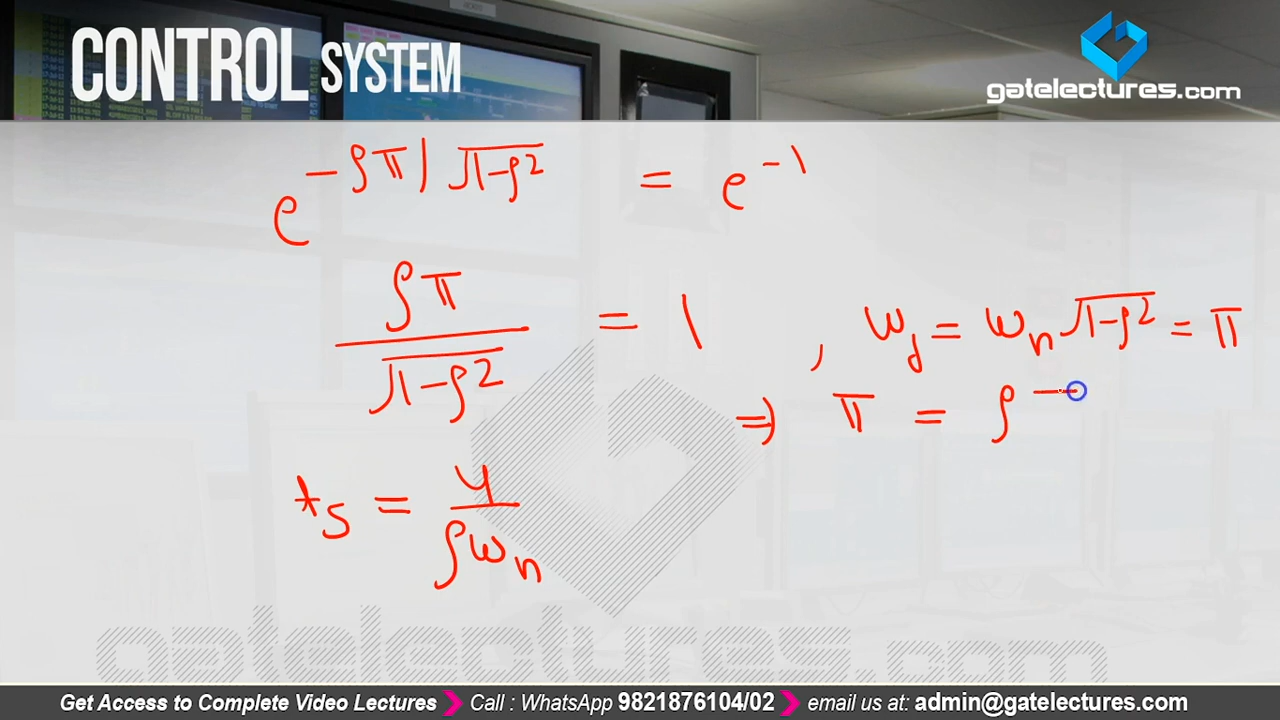 CONTROL SYSTEM
gatelectures.com
e^{-ρπ/√(1-ρ²)} = e^{-1}
ρπ/√(1-ρ²) = 1
, ω_d = ω_n √(1-ρ²) = π
⇒ π = ρ
t_s = 4/(ρω_n)
gatelectures.com
Get Access to Complete Video Lectures Call : WhatsApp 9821876104/02 email us at: admin@gatelectures.com